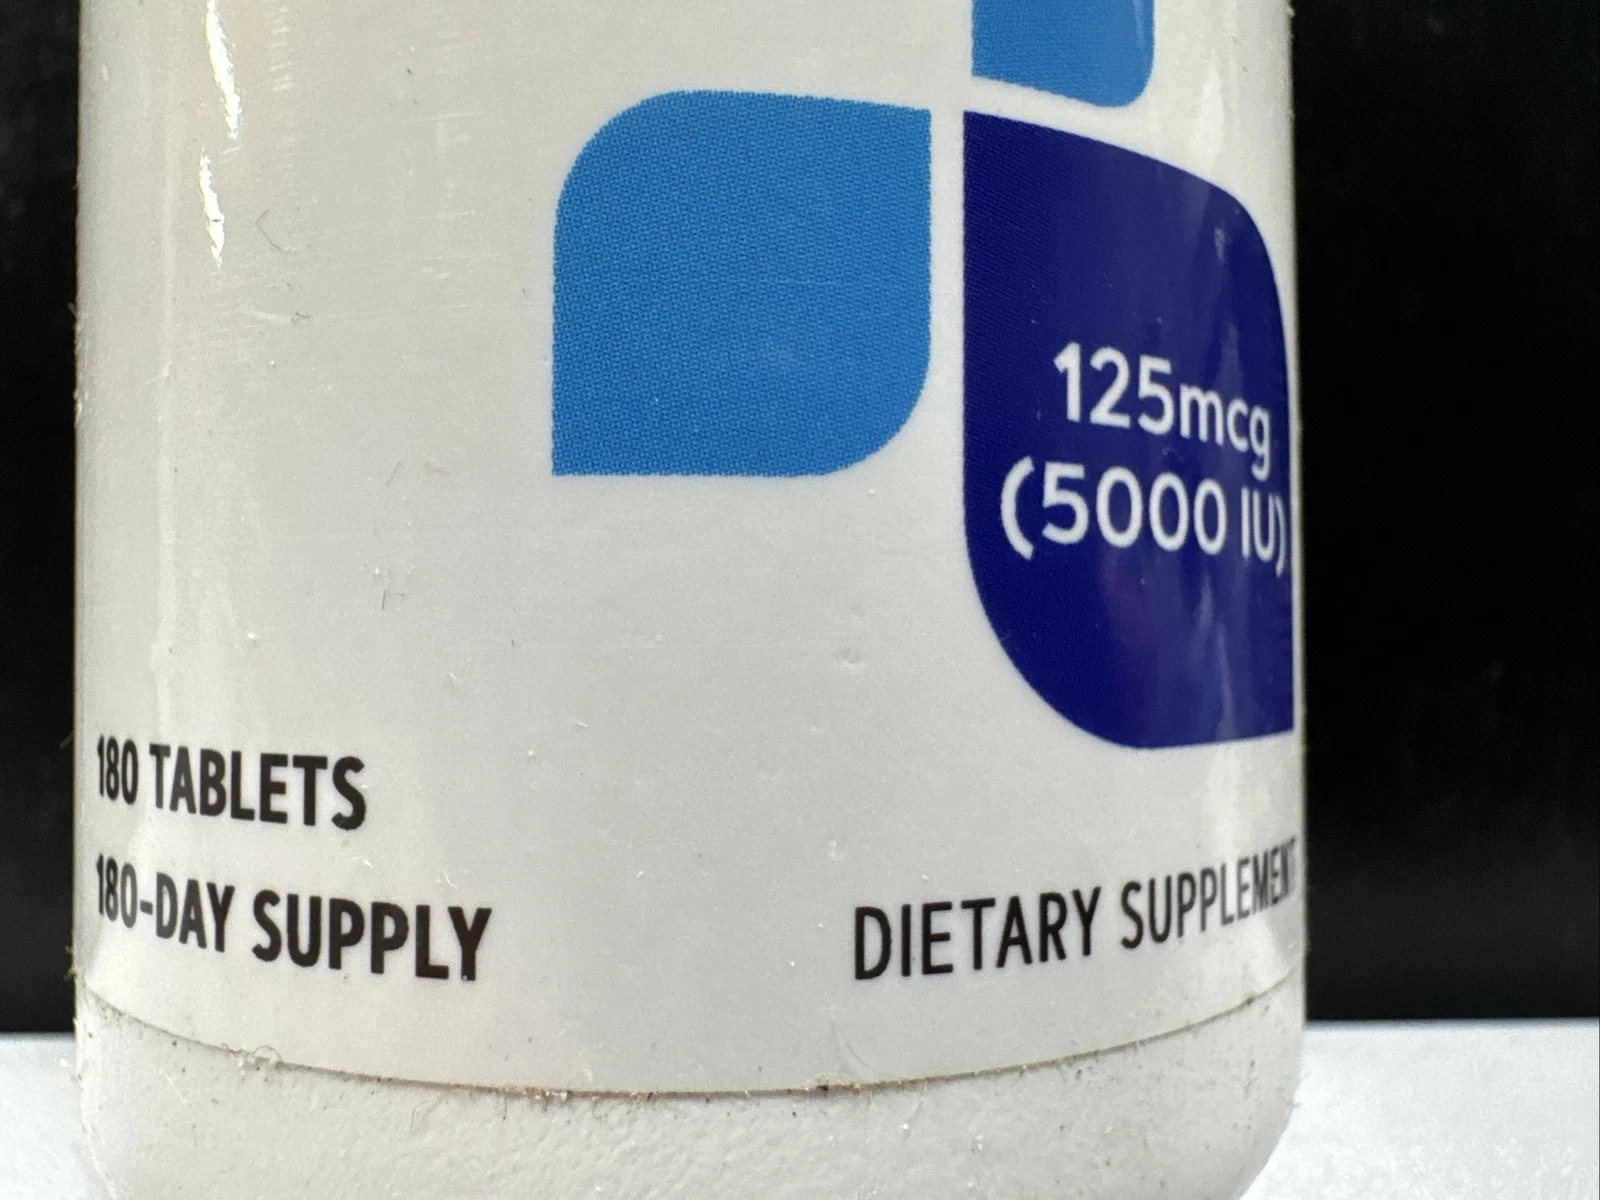 125mcg
(5000 IU)
180 TABLETS
180-DAY SUPPLY
DIETARY SUPPLEMENT